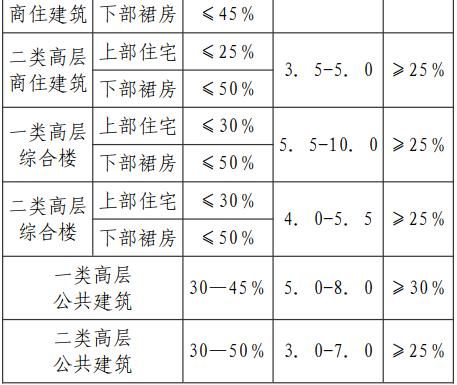 商住建筑 下部裙房 ≤45%
二类高层商住建筑 上部住宅 ≤25% 3. 5-5. 0 ≥25%
下部裙房 ≤50%
一类高层综合楼 上部住宅 ≤30% 5. 5-10. 0 ≥25%
下部裙房 ≤50%
二类高层综合楼 上部住宅 ≤30% 4. 0-5. 5 ≥25%
下部裙房 ≤50%
一类高层公共建筑 30—45% 5. 0-8. 0 ≥30%
二类高层公共建筑 30—50% 3. 0-7. 0 ≥25%